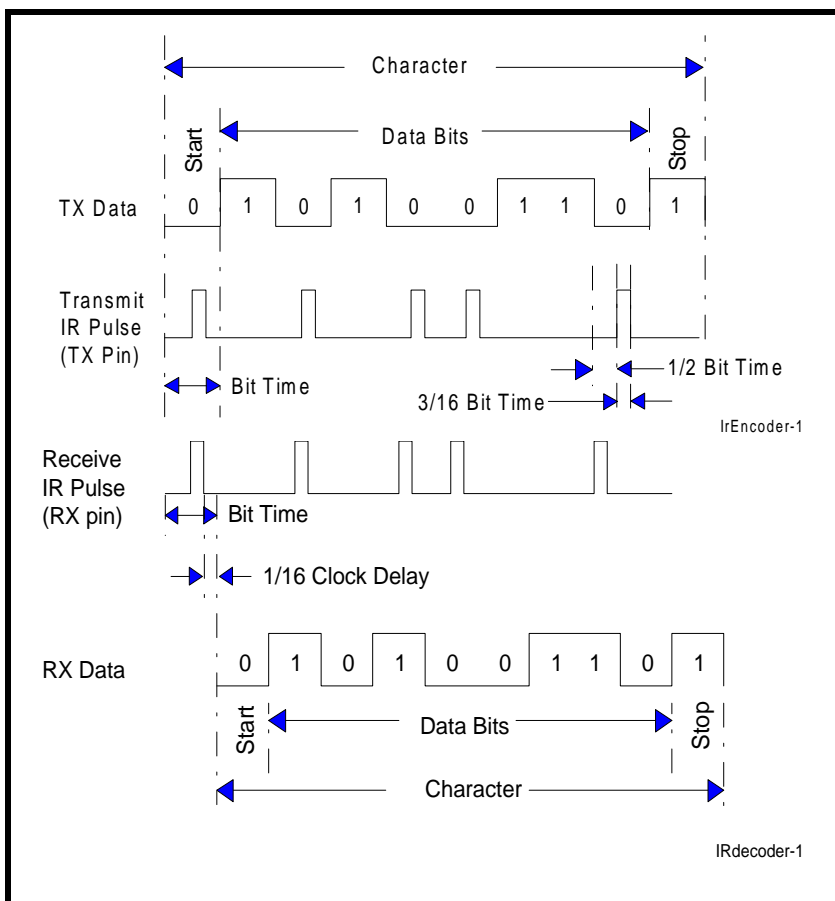 Character
Start
Data Bits
Stop
TX Data
0 1 0 1 0 0 1 1 0 1
Transmit
IR Pulse
(TX Pin)
Bit Time
1/2 Bit Time
3/16 Bit Time
IrEncoder-1
Receive
IR Pulse
(RX pin)
Bit Time
1/16 Clock Delay
RX Data
0 1 0 1 0 0 1 1 0 1
Start
Data Bits
Stop
Character
IRdecoder-1